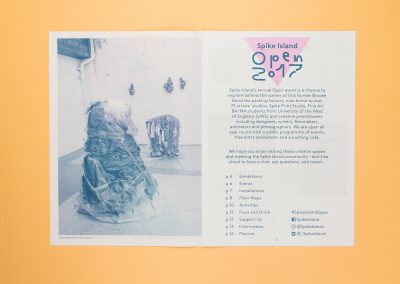 Spike Island
Open
2017
Spike Island's annual Open event is a chance to
explore behind the scenes of this former Brooke
Bond tea packing factory, now home to over
70 artists' studios, Spike Print Studio, Fine Art
BA/MA students from University of the West
of England (UWE) and creative practitioners
including designers, writers, filmmakers,
animators and photographers. We are open all
year round with a public programme of events,
free entry exhibitions and a bustling café.
We hope you enjoy visiting these creative spaces
and meeting the Spike Island community - don't be
afraid to have a chat, ask questions, and
p.4 Exhibitions
p.6 Events
p.7 Installations
p.8 Floor Maps
p.10 Activities
p.12 Food and Drink
p.13 Support Us
p.14 Information
p.16 Planner
#SpikeIslandOpen
SpikeIsland
@SpikeIsland
@_SpikeIsland